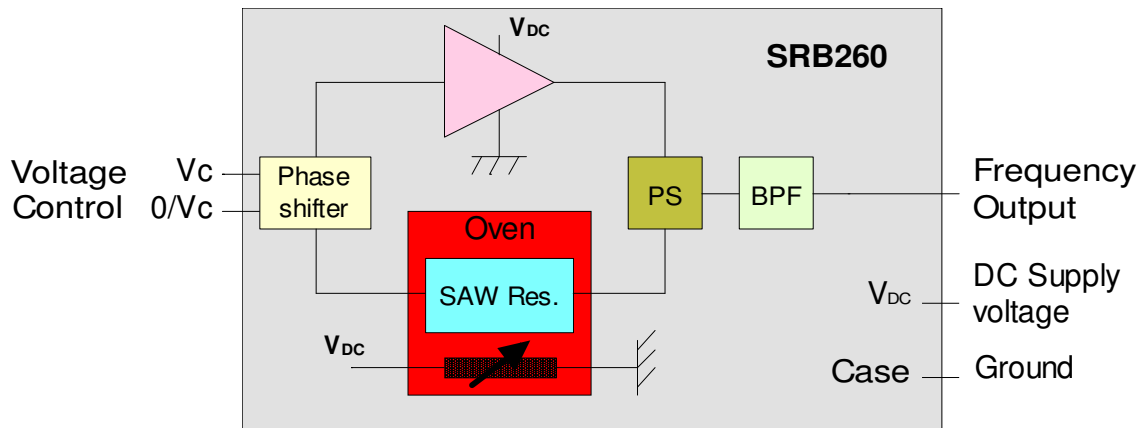 VDC
SRB260
Voltage
Control
Vc
0/Vc
Phase
shifter
PS
BPF
Frequency
Output
Oven
SAW Res.
VDC
VDC
DC Supply
voltage
Case
Ground